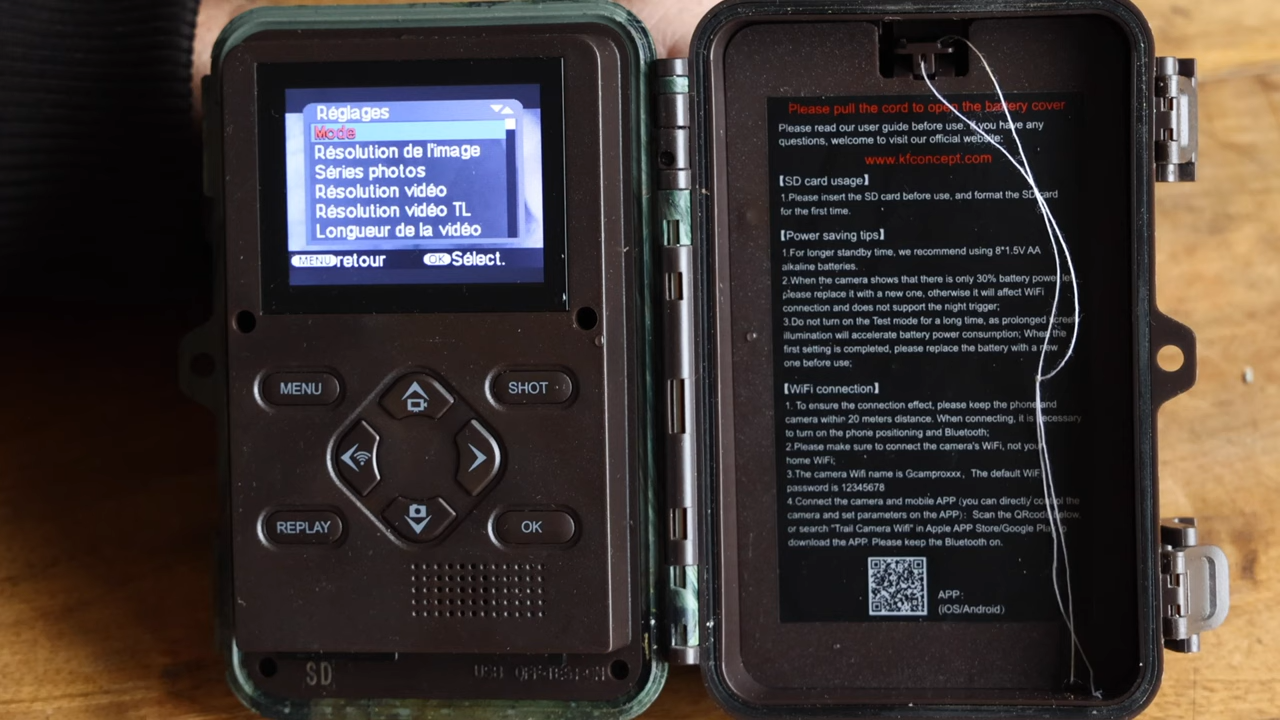 Réglages
Mode
Résolution de l'image
Séries photos
Résolution vidéo
Résolution vidéo TL
Longueur de la vidéo
MENU retour OK Sélect.
MENU
SHOT
REPLAY
OK
SD
USB OFF-TEST-ON
Please pull the cord to open the battery cover
Please read our user guide before use. If you have any
questions, welcome to visit our official website:
www.kfconcept.com
【SD card usage】
1.Please insert the SD card before use, and format the SD card
for the first time.
【Power saving tips】
1.For longer standby time, we recommend using 8*1.5V AA
alkaline batteries.
2.When the camera shows that there is only 30% battery power
please replace it with a new one, otherwise it will affect WiFi
connection and does not support the night trigger;
3.Do not turn on the Test mode for a long time, as prolonged screen
illumination will accelerate battery power consumption; When the
first setting is completed, please replace the battery with a new
one before use;
【WiFi connection】
1. To ensure the connection effect, please keep the phone and
camera within 20 meters distance. When connecting, it is necessary
to turn on the phone positioning and Bluetooth;
2.Please make sure to connect the camera's WiFi, not your
home WiFi;
3.The camera Wifi name is Gcamproxxx，The default WiFi
password is 12345678
4.Connect the camera and mobile APP (you can directly control the
camera and set parameters on the APP)：Scan the QRcode below,
or search "Trail Camera Wifi" in Apple APP Store/Google Play to
download the APP. Please keep the Bluetooth on.
APP：
(iOS/Android)